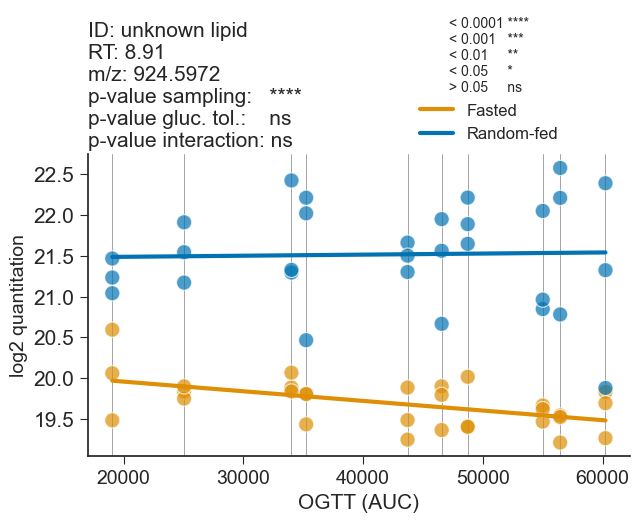 ID: unknown lipid
RT: 8.91
m/z: 924.5972
p-value sampling: ****
p-value gluc. tol.: ns
p-value interaction: ns
< 0.0001 ****
< 0.001 ***
< 0.01 **
< 0.05 *
> 0.05 ns
Fasted
Random-fed
22.5
22.0
21.5
21.0
20.5
20.0
19.5
log2 quantitation
20000 30000 40000 50000 60000
OGTT (AUC)